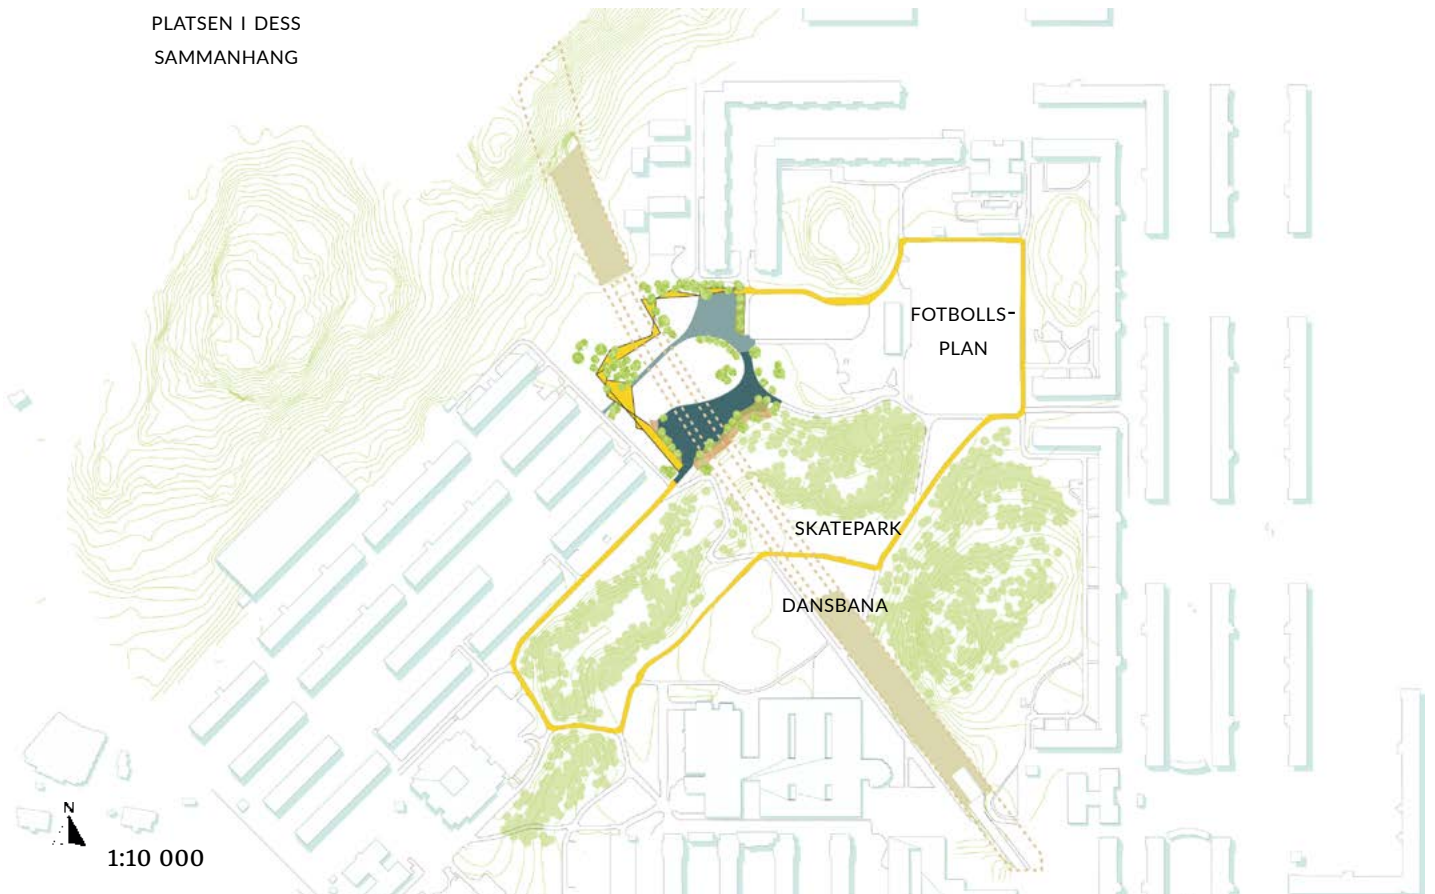 PLATSEN I DESS
SAMMANHANG
FOTBOLLS-
PLAN
SKATEPARK
DANSBANA
N
1:10 000